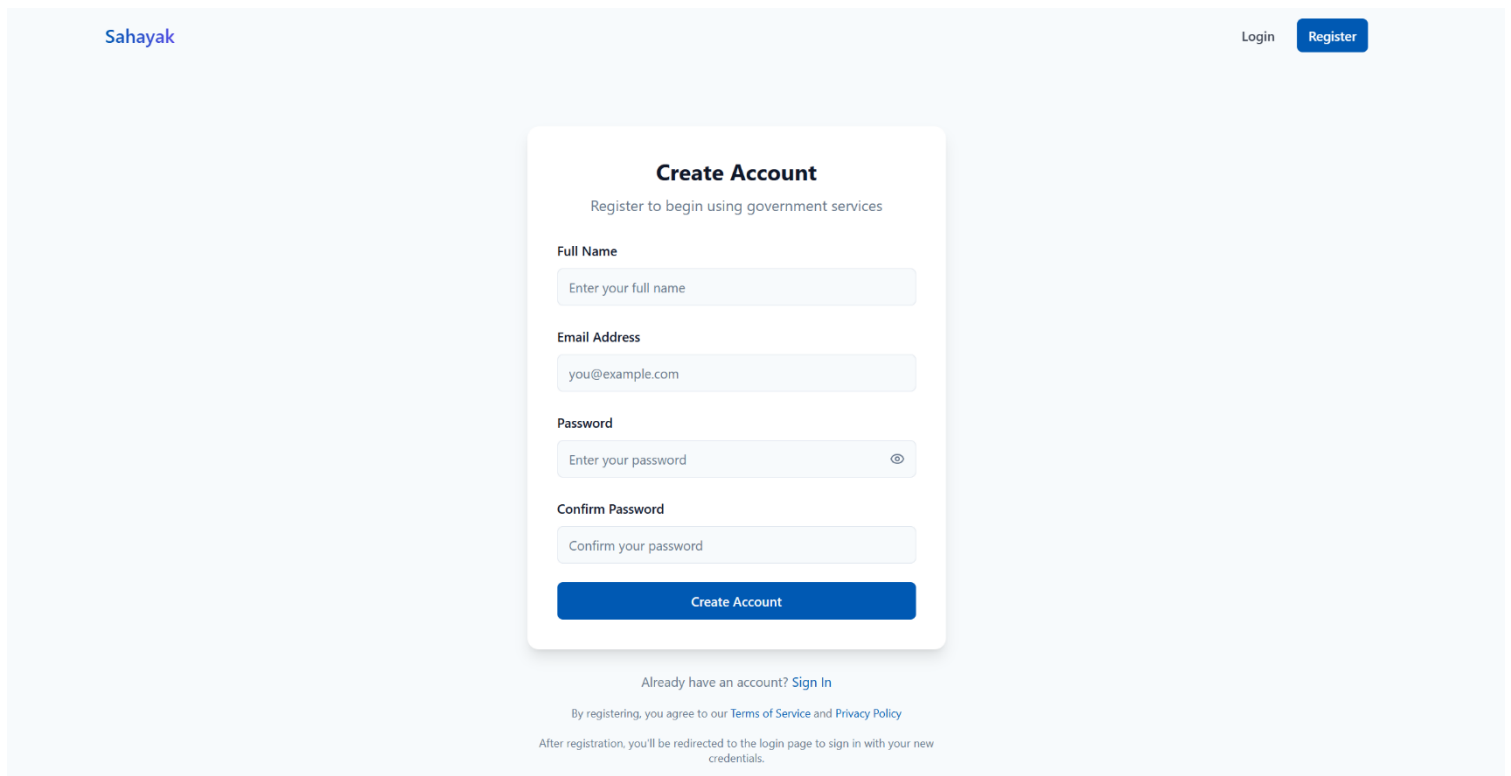 Sahayak
Login
Register
Create Account
Register to begin using government services
Full Name
Enter your full name
Email Address
you@example.com
Password
Enter your password
Confirm Password
Confirm your password
Create Account
Already have an account? Sign In
By registering, you agree to our Terms of Service and Privacy Policy
After registration, you'll be redirected to the login page to sign in with your new
credentials.